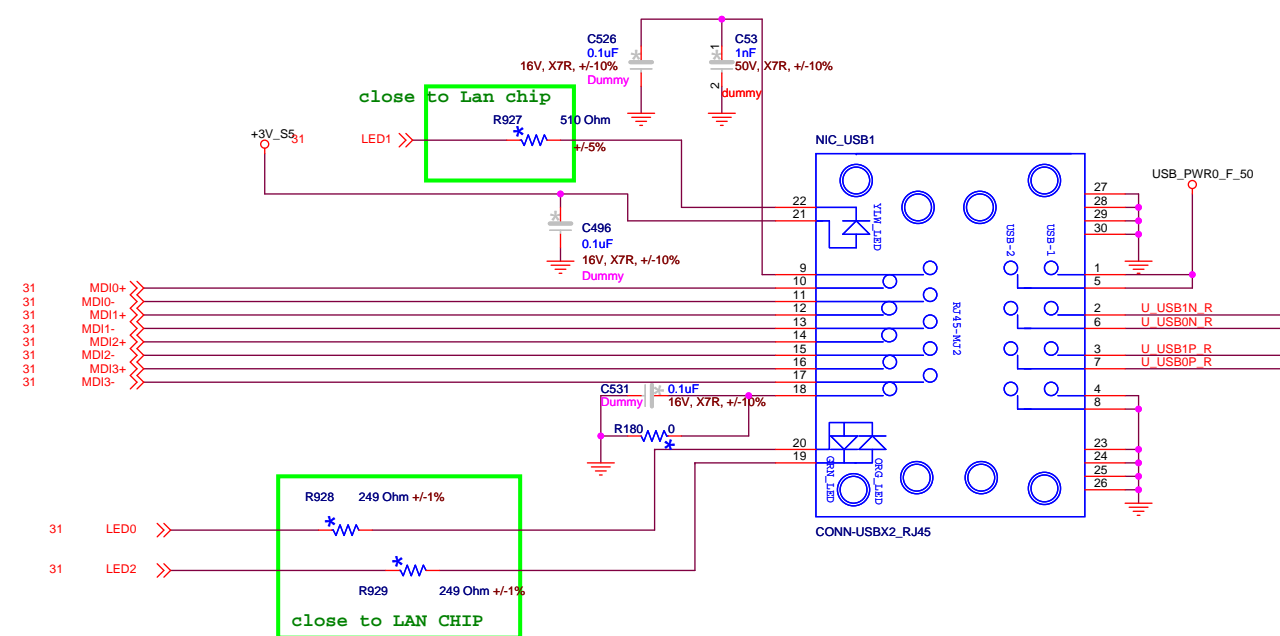 C526
0.1uF
16V, X7R, +/-10%
Dummy
C53
1nF
50V, X7R, +/-10%
dummy
1
2
close to Lan chip
R927
510 Ohm
+/-5%
+3V_S5
31
LED1
NIC_USB1
USB_PWR0_F_50
C496
0.1uF
16V, X7R, +/-10%
Dummy
22
21
YLW_LED
USB-2
USB-1
27
28
29
30
9
10
11
12
13
14
15
16
17
18
RJ45-MJ2
1
5
2
6
3
7
4
8
U_USB1N_R
U_USB0N_R
U_USB1P_R
U_USB0P_R
31 MDI0+
31 MDI0-
31 MDI1+
31 MDI1-
31 MDI2+
31 MDI2-
31 MDI3+
31 MDI3-
C531
Dummy
0.1uF
16V, X7R, +/-10%
R180
0
20
19
GRN_LED
ORG_LED
23
24
25
26
CONN-USBX2_RJ45
R928
249 Ohm +/-1%
31 LED0
31 LED2
R929
249 Ohm +/-1%
close to LAN CHIP